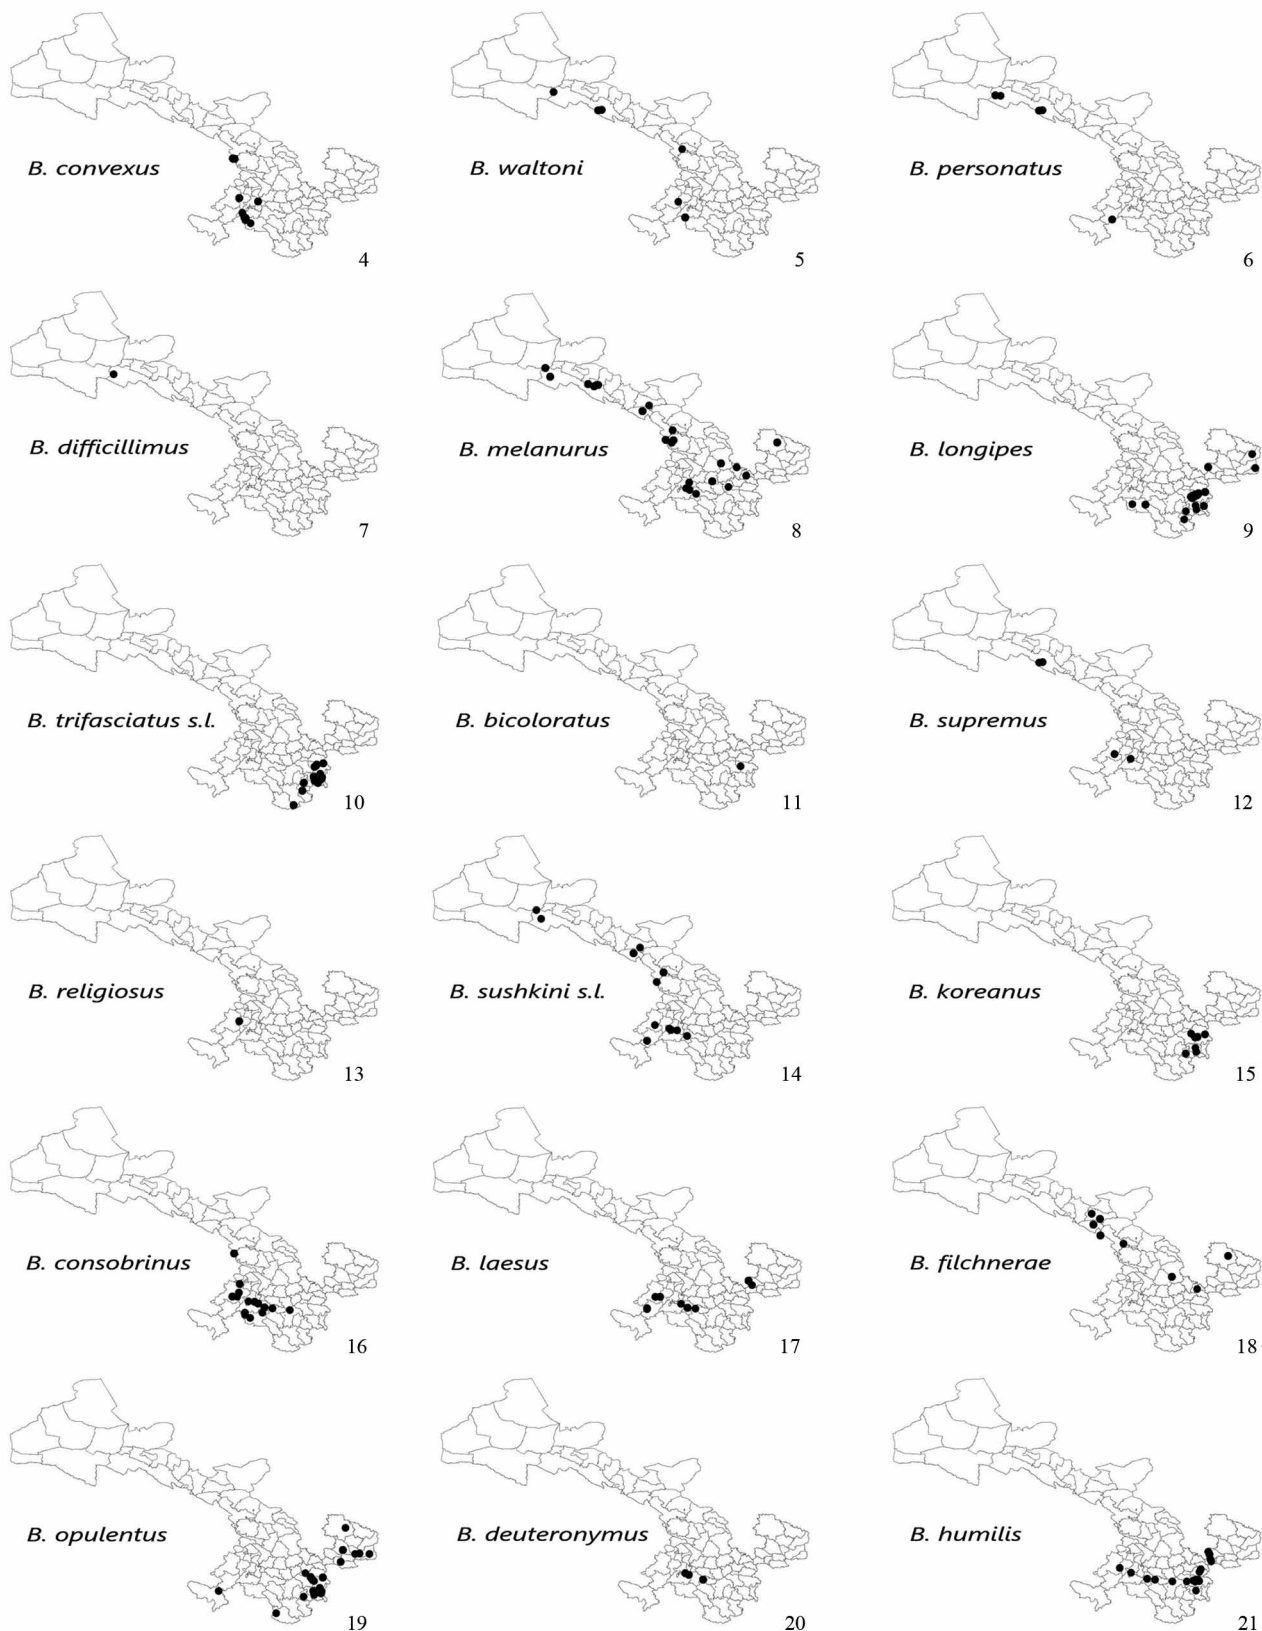 B. convexus
4
B. waltoni
5
B. personatus
6
B. difficillimus
7
B. melanurus
8
B. longipes
9
B. trifasciatus s.l.
10
B. bicoloratus
11
B. supremus
12
B. religiosus
13
B. sushkini s.l.
14
B. koreanus
15
B. consobrinus
16
B. laesus
17
B. filchnerae
18
B. opulentus
19
B. deuteronymus
20
B. humilis
21